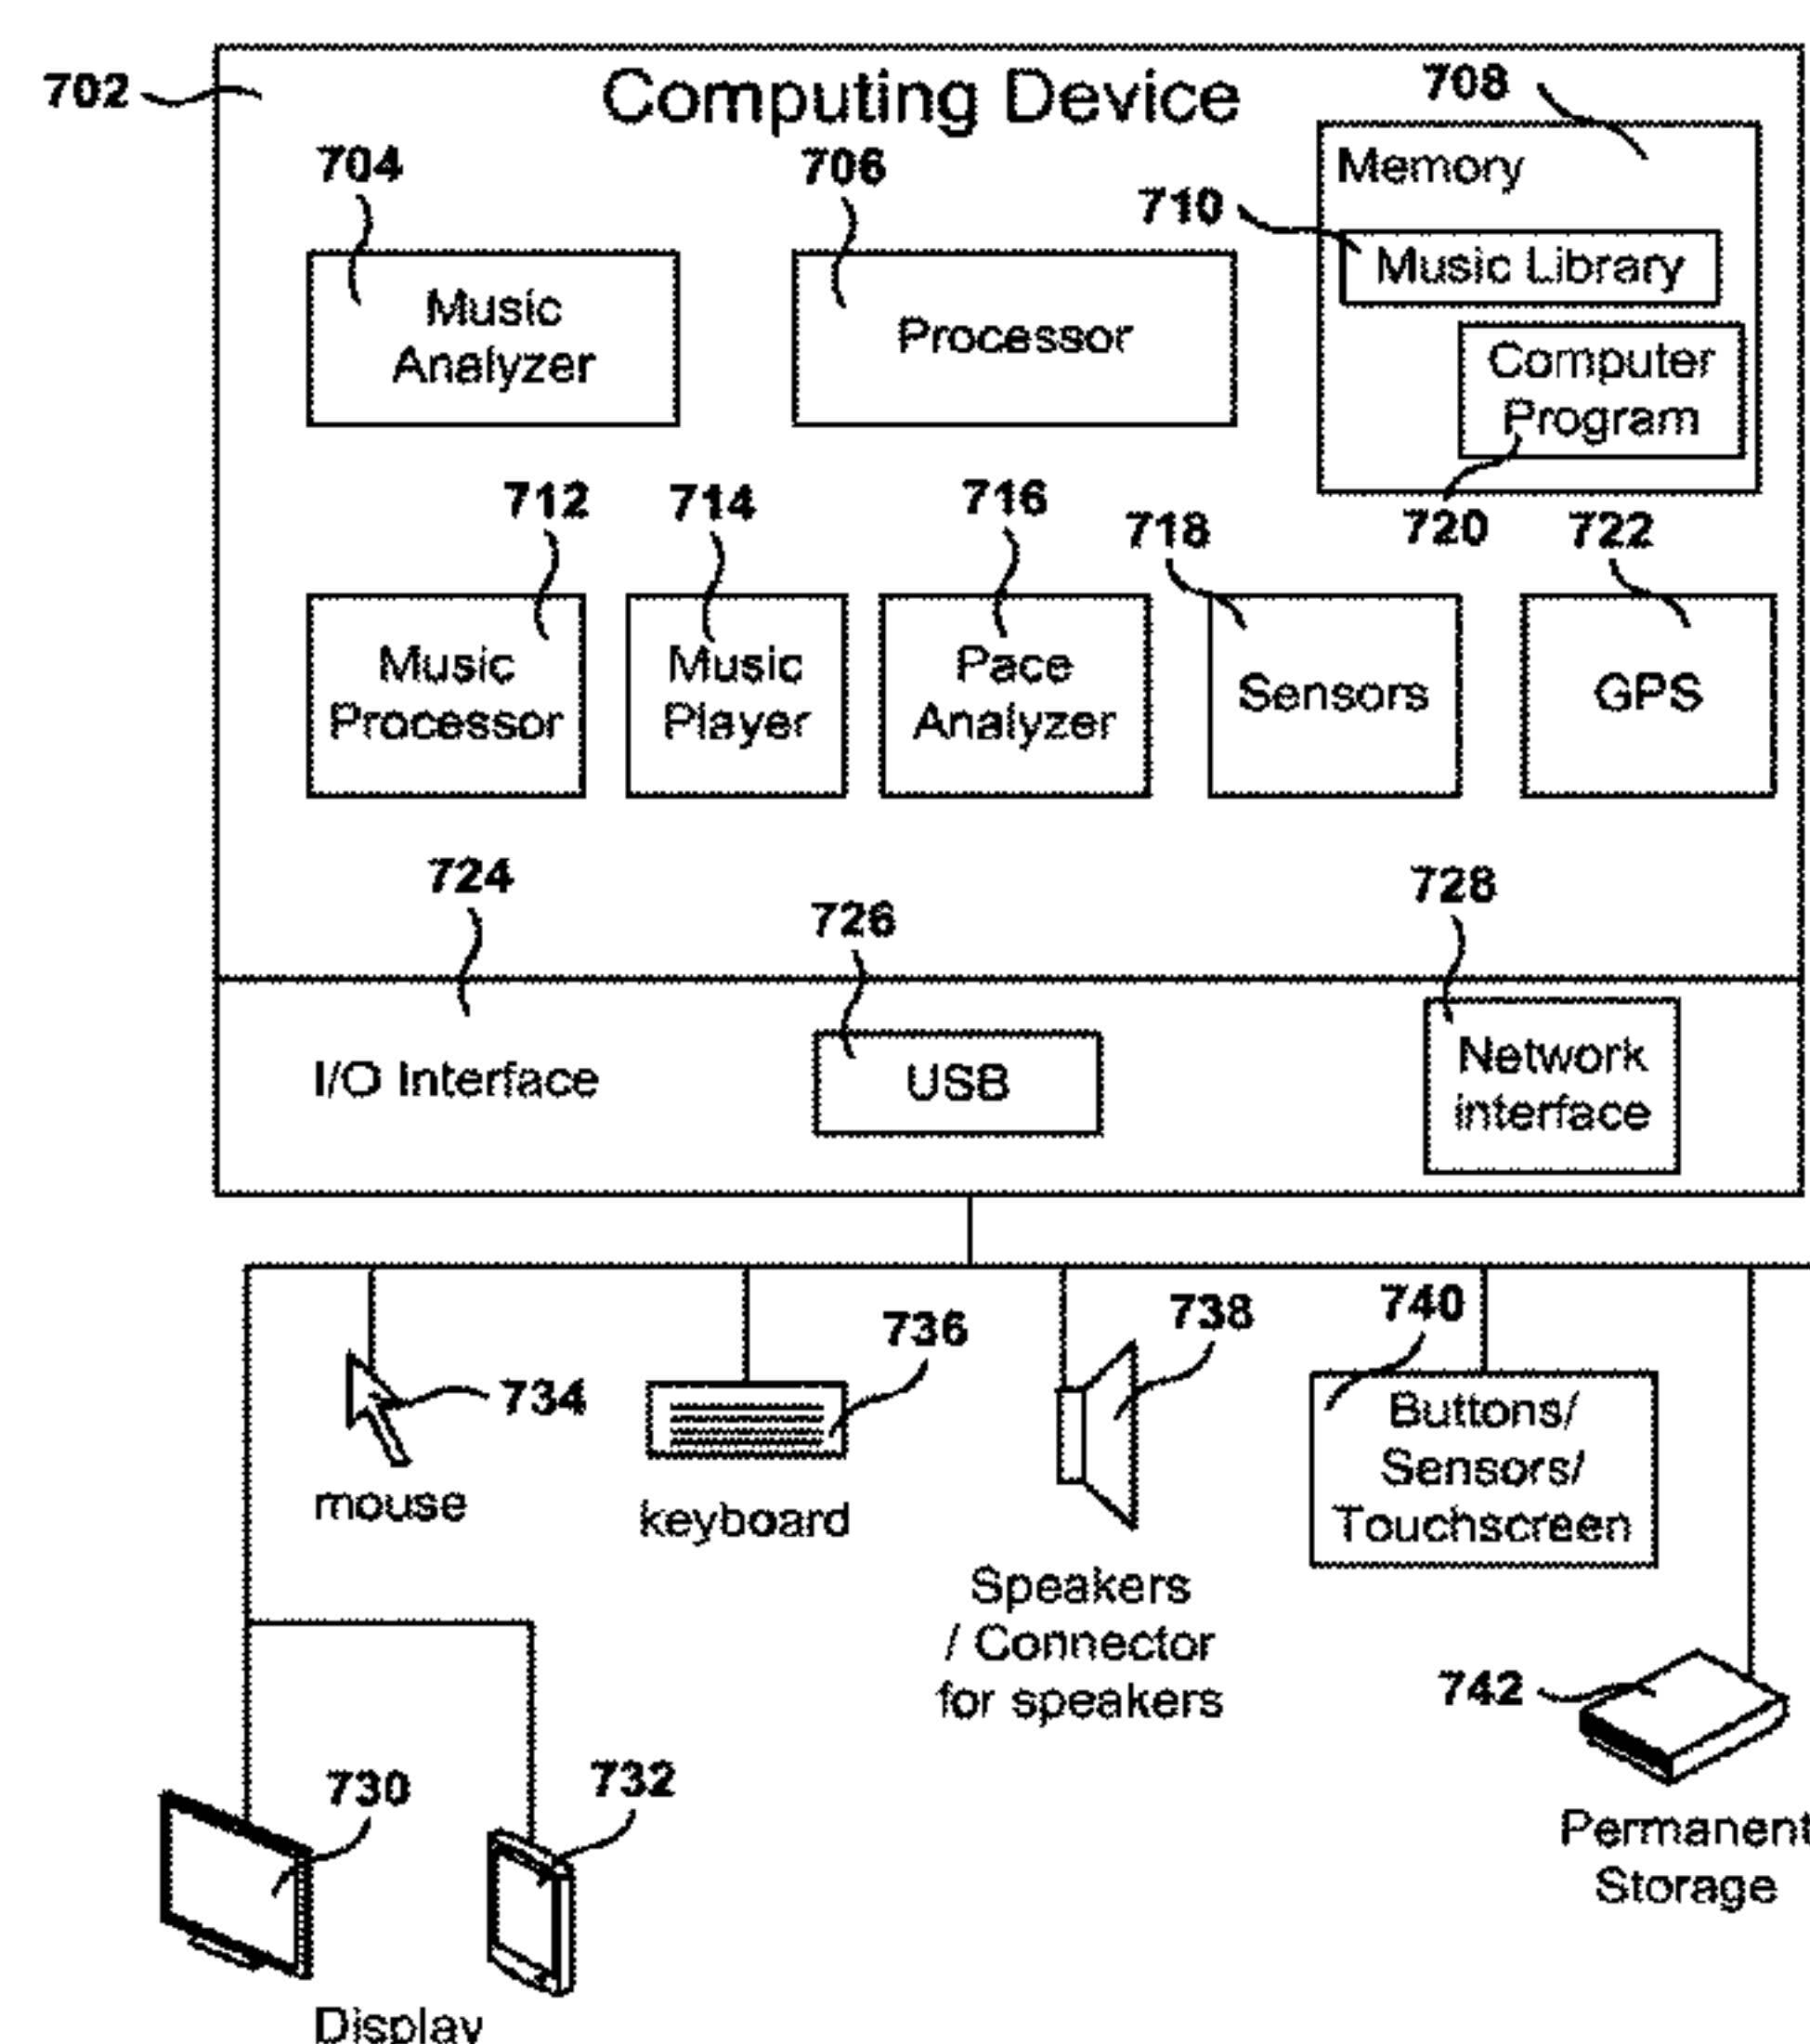 702
Computing Device
708
704
706
Memory
710
Music Library
Music
Analyzer
Processor
Computer
Program
712
714
716
718
720
722
Music
Processor
Music
Player
Pace
Analyzer
Sensors
GPS
724
726
728
I/O Interface
USB
Network
interface
734
736
738
740
mouse
keyboard
Buttons/
Sensors/
Touchscreen
Speakers
/ Connector
for speakers
742
730
732
Permanent
Storage
Display